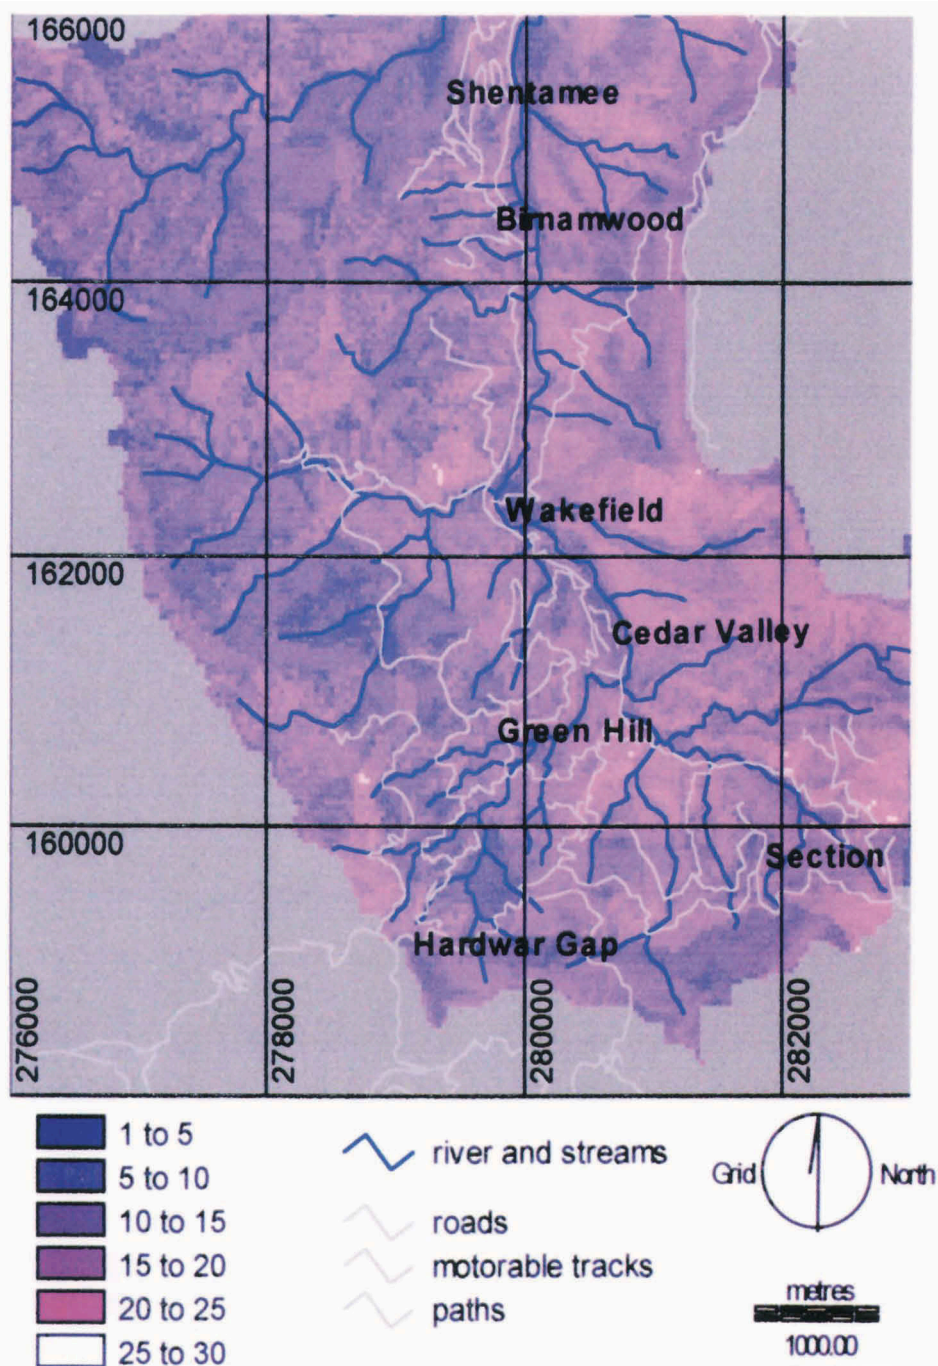 166000
Shentamee
Birnamwood
164000
Wakefield
162000
Cedar Valley
Green Hill
160000
Section
Hardwar Gap
276000
278000
280000
282000
1 to 5
5 to 10
10 to 15
15 to 20
20 to 25
25 to 30
river and streams
roads
motorable tracks
paths
Grid North
metres
1000.00